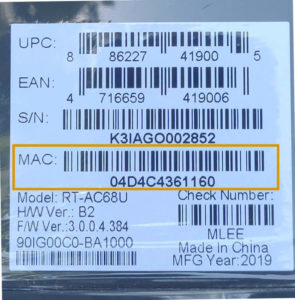 UPC: 8 86227 41900 5
EAN: 4 716659 419006
S/N:
K3IAGO002852
MAC:
04D4C4361160
Model: RT-AC68U Check Number:
H/W Ver.: B2
F/W Ver.:3.0.0.4.384 MLEE
90IG00C0-BA1000 Made in China
MFG Year:2019